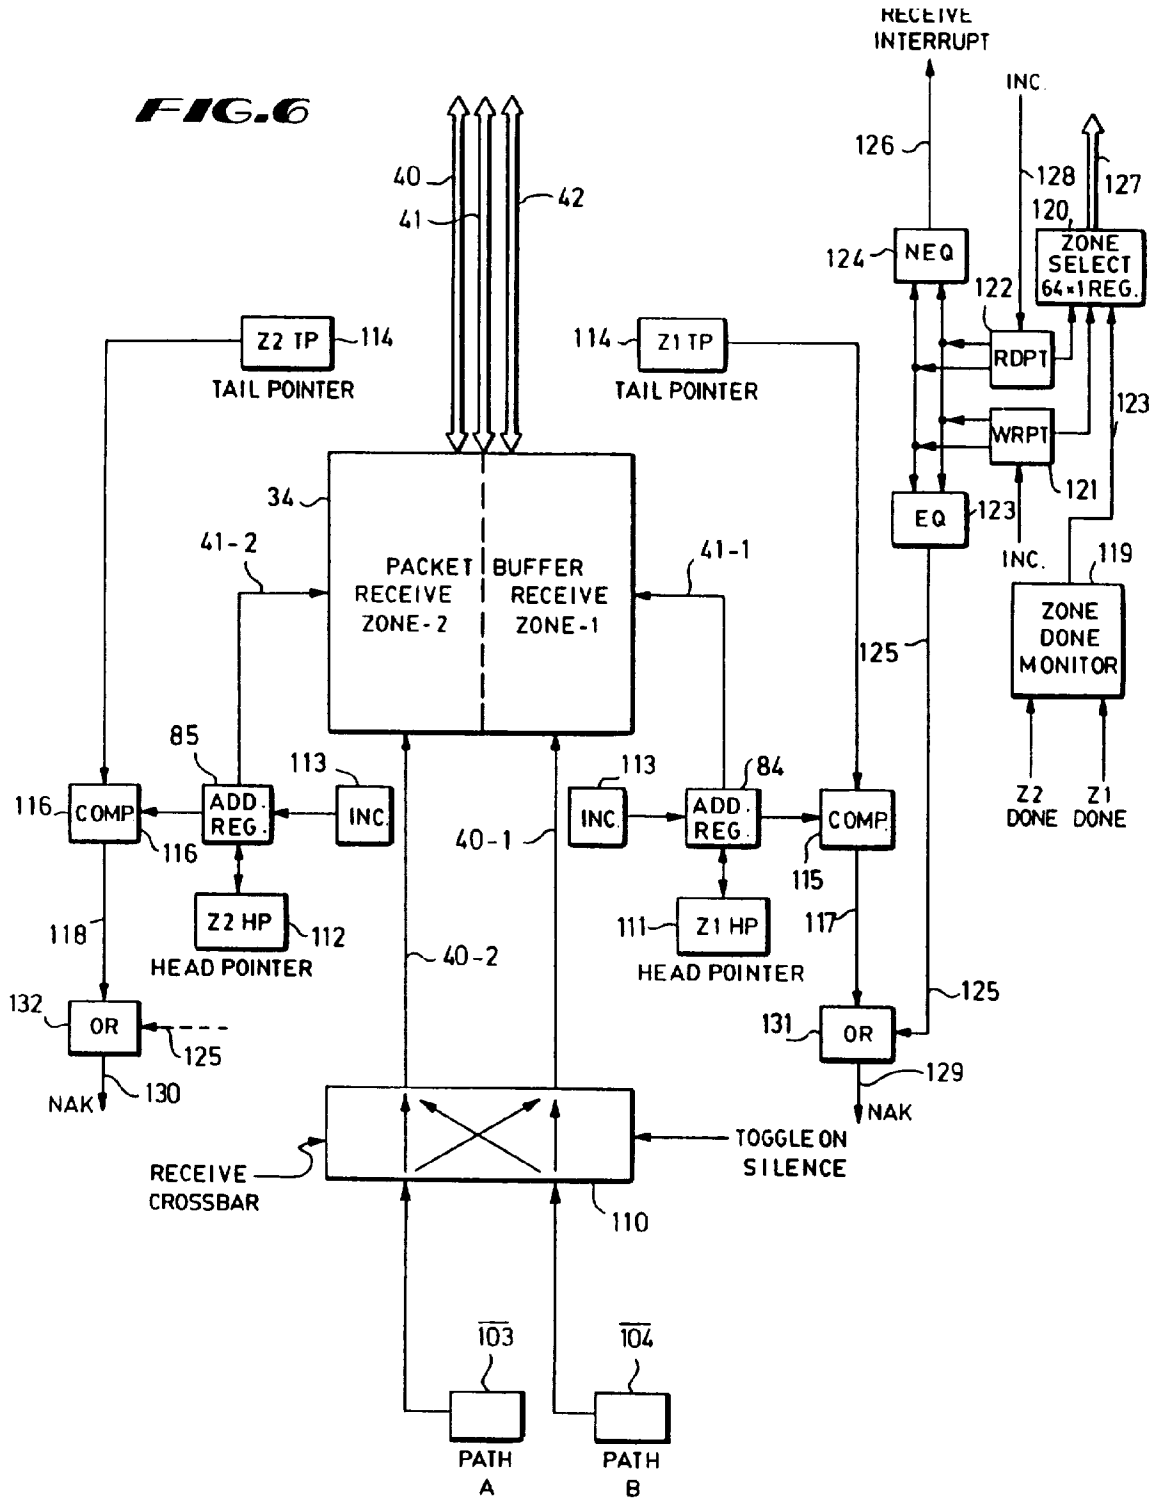 RECEIVE
INTERRUPT
FIG.6
INC.
126
128
127
40
42
41
120
124
NEQ
ZONE
SELECT
64×1 REG.
122
Z2 TP
114
114
Z1 TP
RDPT
TAIL POINTER
TAIL POINTER
123
WRPT
34
121
EQ
123
41-2
41-1
INC.
119
PACKET BUFFER
RECEIVE
ZONE-2
RECEIVE
ZONE-1
ZONE
DONE
MONITOR
125
85
113
113
84
116
COMP.
ADD.
REG.
INC.
INC.
ADD.
REG.
COMP.
Z2
DONE
Z1
DONE
116
40-1
115
118
Z2 HP
112
111
Z1 HP
117
HEAD POINTER
40-2
HEAD POINTER
125
132
OR
125
131
OR
130
129
NAK
NAK
TOGGLE ON
SILENCE
RECEIVE
CROSSBAR
110
103
104
PATH
A
PATH
B